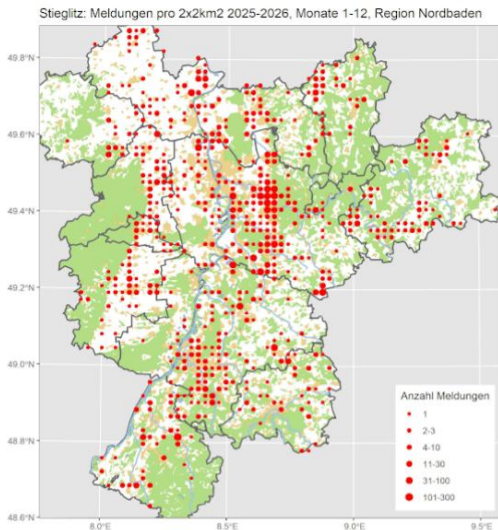 Stieglitz: Meldungen pro 2x2km2 2025-2026, Monate 1-12, Region Nordbaden
49.8°N
49.6°N
49.4°N
49.2°N
49.0°N
48.8°N
48.6°N
8.0°E
8.5°E
9.0°E
9.5°E
Anzahl Meldungen
1
2-3
4-10
11-30
31-100
101-300